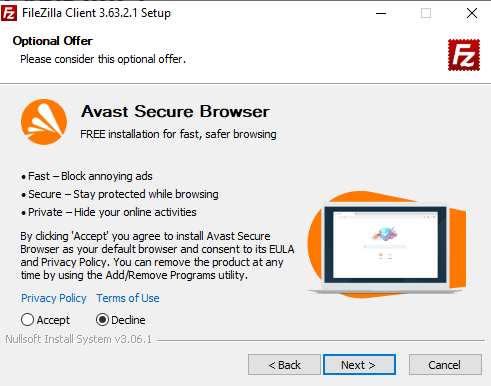 FileZilla Client 3.63.2.1 Setup
Optional Offer
Please consider this optional offer.
Fz
Avast Secure Browser
FREE installation for fast, safer browsing
• Fast – Block annoying ads
• Secure – Stay protected while browsing
• Private – Hide your online activities
By clicking 'Accept' you agree to install Avast Secure
Browser as your default browser and consent to its EULA
and Privacy Policy. You can remove the product at any
time by using the Add/Remove Programs utility.
Privacy Policy Terms of Use
Accept Decline
Nullsoft Install System v3.06.1
< Back Next > Cancel